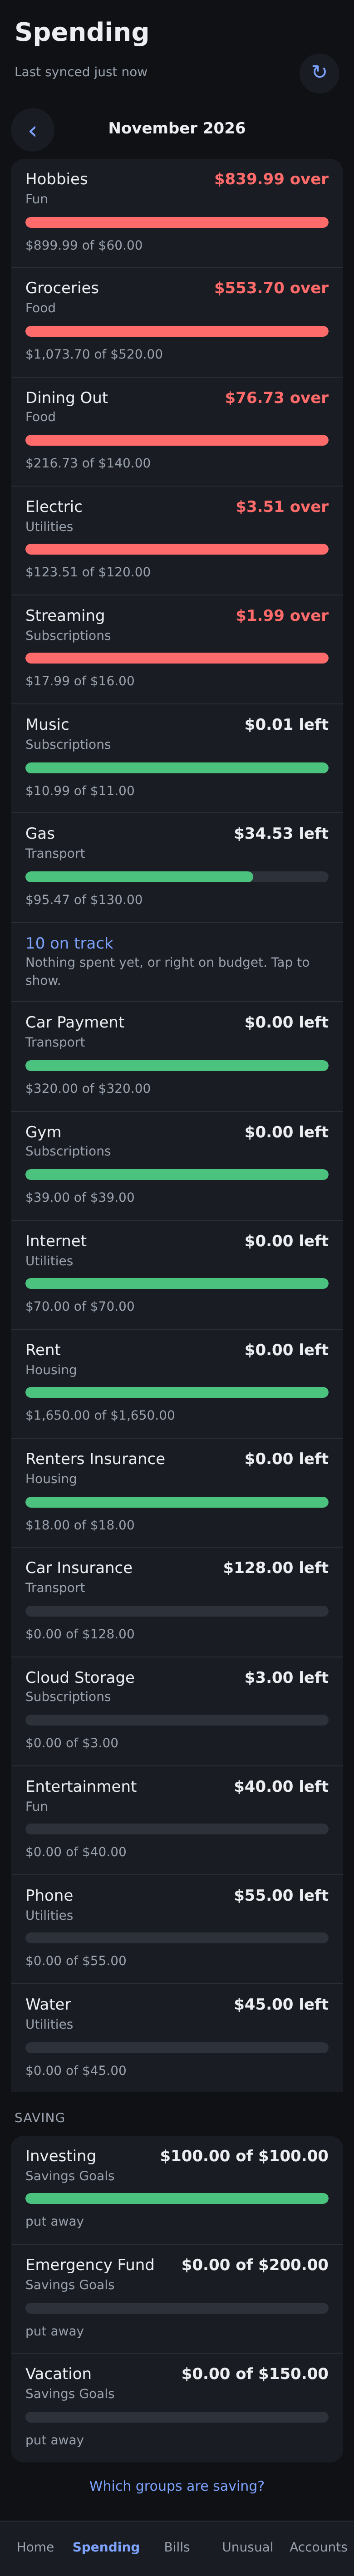 Spending
Last synced just now
↻
‹
November 2026
Hobbies
$839.99 over
Fun
$899.99 of $60.00
Groceries
$553.70 over
Food
$1,073.70 of $520.00
Dining Out
$76.73 over
Food
$216.73 of $140.00
Electric
$3.51 over
Utilities
$123.51 of $120.00
Streaming
$1.99 over
Subscriptions
$17.99 of $16.00
Music
$0.01 left
Subscriptions
$10.99 of $11.00
Gas
$34.53 left
Transport
$95.47 of $130.00
10 on track
Nothing spent yet, or right on budget. Tap to
show.
Car Payment
$0.00 left
Transport
$320.00 of $320.00
Gym
$0.00 left
Subscriptions
$39.00 of $39.00
Internet
$0.00 left
Utilities
$70.00 of $70.00
Rent
$0.00 left
Housing
$1,650.00 of $1,650.00
Renters Insurance
$0.00 left
Housing
$18.00 of $18.00
Car Insurance
$128.00 left
Transport
$0.00 of $128.00
Cloud Storage
$3.00 left
Subscriptions
$0.00 of $3.00
Entertainment
$40.00 left
Fun
$0.00 of $40.00
Phone
$55.00 left
Utilities
$0.00 of $55.00
Water
$45.00 left
Utilities
$0.00 of $45.00
SAVING
Investing
$100.00 of $100.00
Savings Goals
put away
Emergency Fund
$0.00 of $200.00
Savings Goals
put away
Vacation
$0.00 of $150.00
Savings Goals
put away
Which groups are saving?
Home
Spending
Bills
Unusual
Accounts